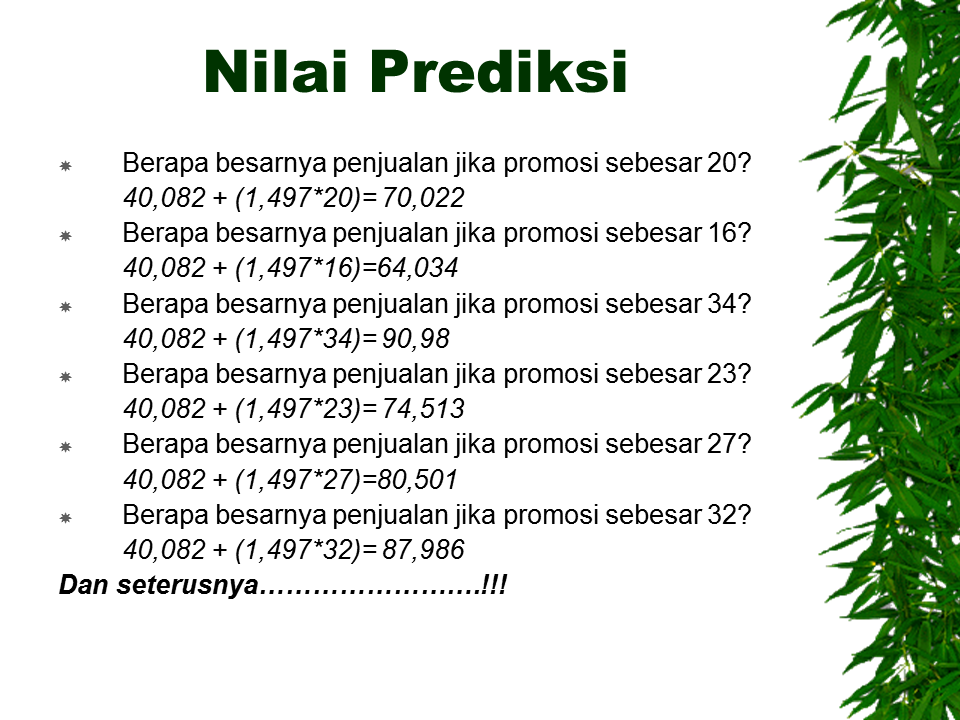 Nilai Prediksi
Berapa besarnya penjualan jika promosi sebesar 20?
40,082 + (1,497*20)= 70,022
Berapa besarnya penjualan jika promosi sebesar 16?
40,082 + (1,497*16)=64,034
Berapa besarnya penjualan jika promosi sebesar 34?
40,082 + (1,497*34)= 90,98
Berapa besarnya penjualan jika promosi sebesar 23?
40,082 + (1,497*23)= 74,513
Berapa besarnya penjualan jika promosi sebesar 27?
40,082 + (1,497*27)=80,501
Berapa besarnya penjualan jika promosi sebesar 32?
40,082 + (1,497*32)= 87,986
Dan seterusnya…………………….….!!!